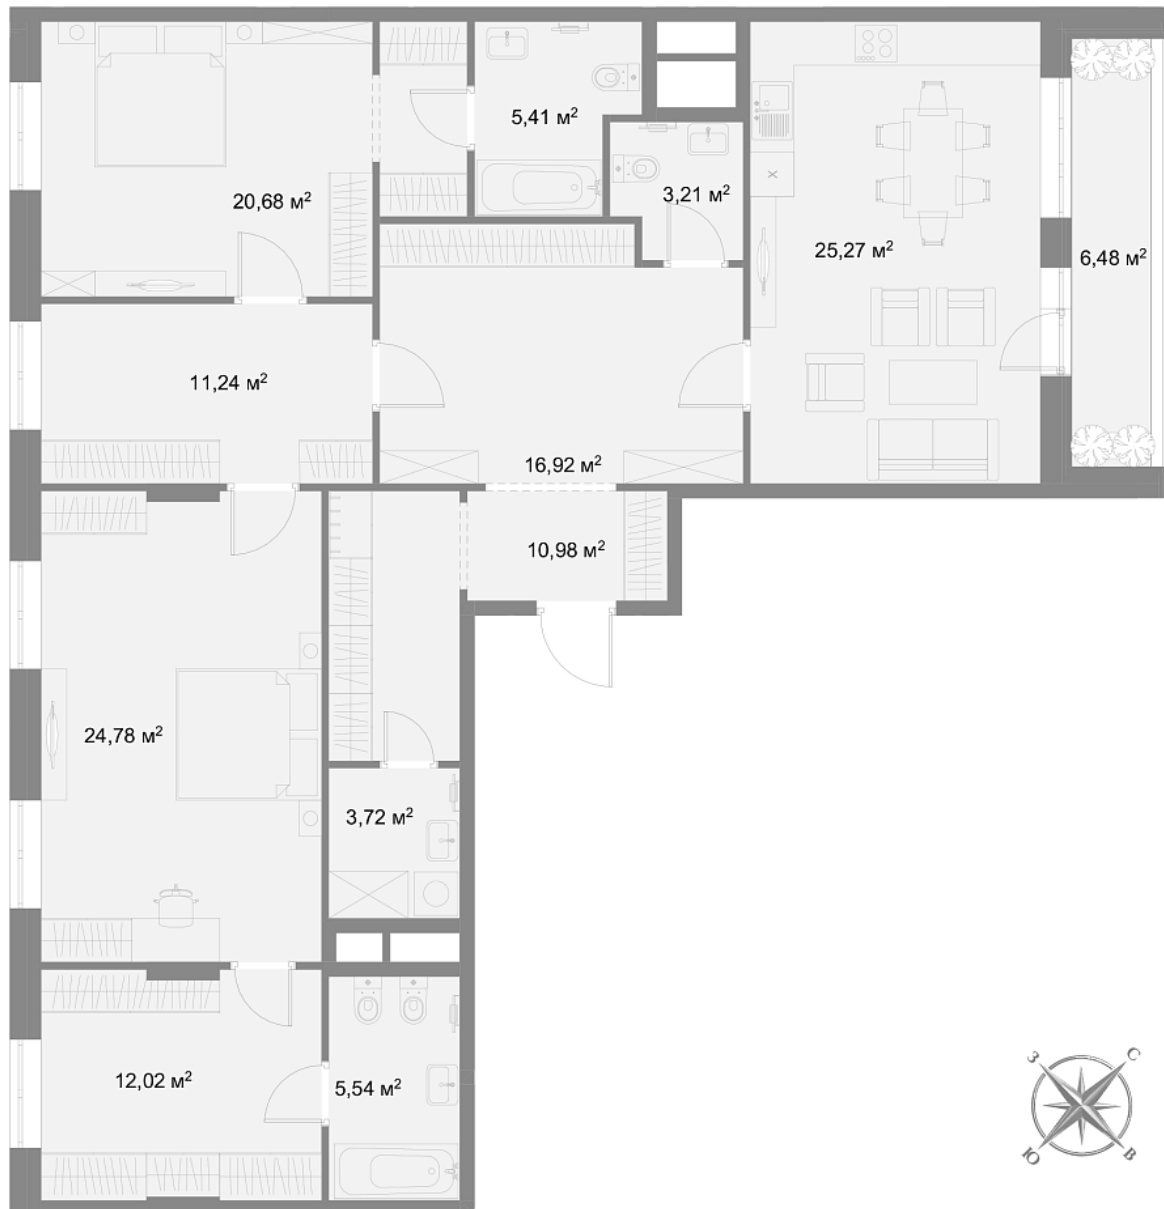 5,41 м²
3,21 м²
20,68 м²
25,27 м²
6,48 м²
11,24 м²
16,92 м²
10,98 м²
24,78 м²
3,72 м²
12,02 м²
5,54 м²
X
З
С
Ю
В